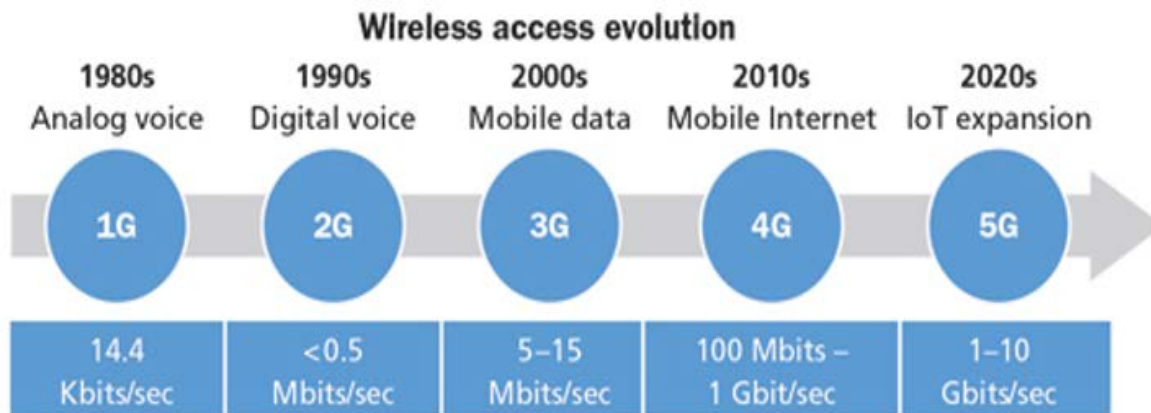 Wireless access evolution
1980s
Analog voice
1990s
Digital voice
2000s
Mobile data
2010s
Mobile Internet
2020s
IoT expansion
1G
2G
3G
4G
5G
14.4
Kbits/sec
<0.5
Mbits/sec
5–15
Mbits/sec
100 Mbits –
1 Gbit/sec
1–10
Gbits/sec